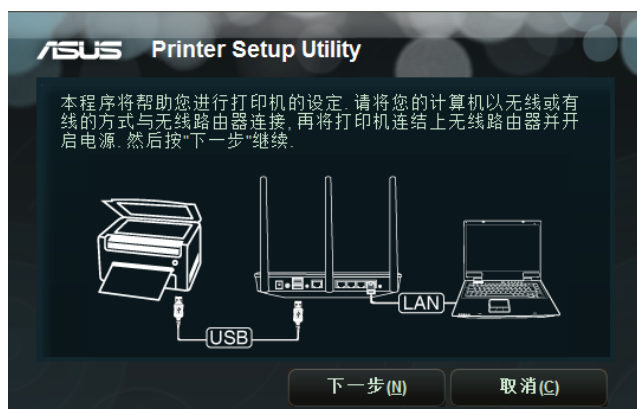 ASUS Printer Setup Utility
本程序将帮助您进行打印机的设定. 请将您的计算机以无线或有
线的方式与无线路由器连接, 再将打印机连结上无线路由器并开
启电源. 然后按"下一步"继续.
LAN
USB
下一步(N) 取消(C)